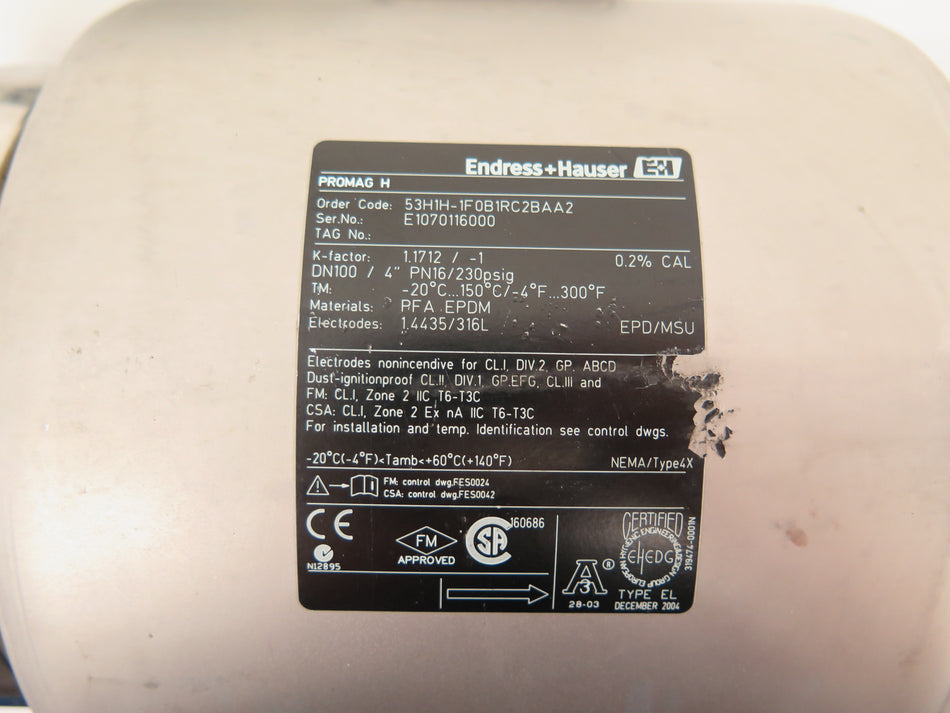 Endress+Hauser E+H
PROMAG H
Order Code: 53H1H-1F0B1RC2BAA2
Ser.No.: E1070116000
TAG No.:
K-factor: 1.1712 / -1 0.2% CAL
DN100 / 4" PN16/230psig
TM: -20°C...150°C/-4°F...300°F
Materials: PFA EPDM
Electrodes: 1.4435/316L EPD/MSU
Electrodes nonincendive for CL.I, DIV.2, GP. ABCD
Dust-ignitionproof CL.II, DIV.1, GP.EFG, CL.III and
FM: CL.I, Zone 2 IIC T6-T3C
CSA: CL.I, Zone 2 Ex nA IIC T6-T3C
For installation and temp. Identification see control dwgs.
-20°C(-4°F)<Tamb<+60°C(+140°F) NEMA/Type4X
FM: control dwg.FES0024
CSA: control dwg.FES0042
CE
N12895
FM
APPROVED
SA
160686
3A®
28-03
CERTIFIED
EHEDG
TYPE EL
DECEMBER 2004
319474-0001N